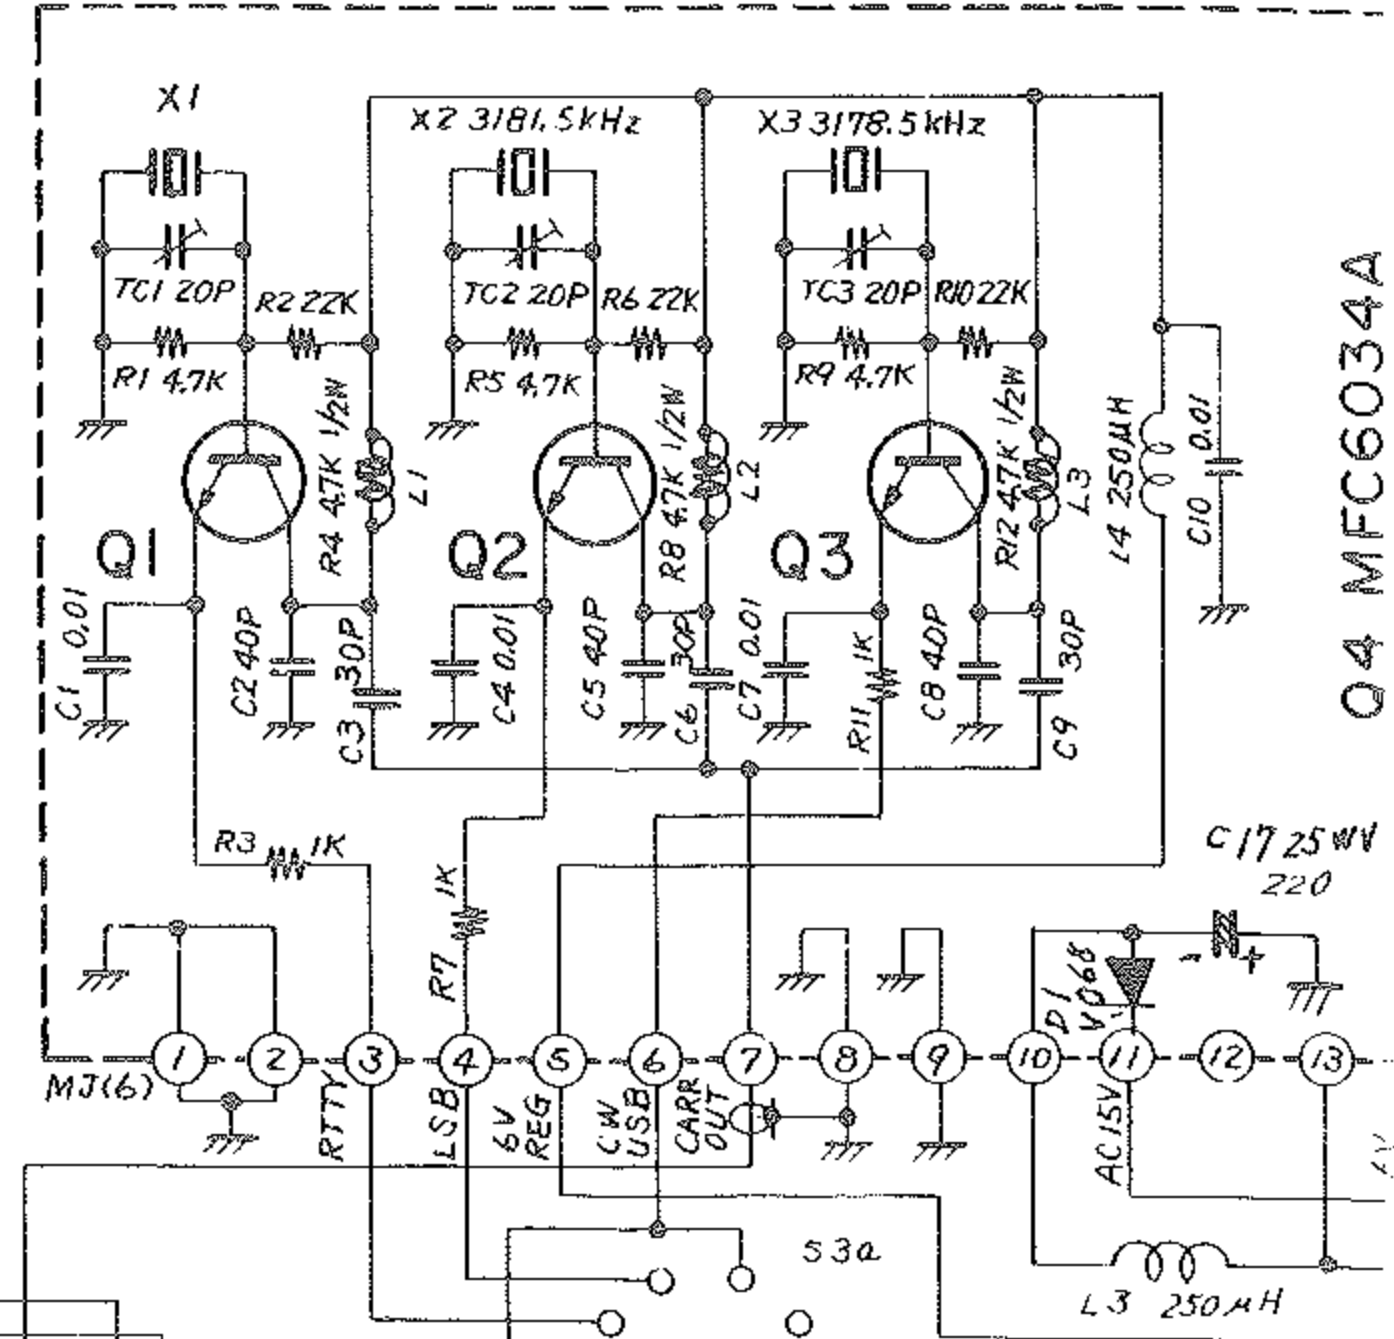 X1
X2 3181.5kHz
X3 3178.5kHz
TC1 20P
R2 22K
TC2 20P
R6 22K
TC3 20P
R10 22K
R1 4.7K
R5 4.7K
R9 4.7K
R4 4.7K 1/2W
L1
R8 4.7K 1/2W
L2
R12 4.7K 1/2W
L3
L4 250μH
C10 0.01
Q4 MFC6034A
Q1
Q2
Q3
C1 0.01
C2 40P
C3 30P
C4 0.01
C5 40P
C6 30P
C7 0.01
R11 1K
C8 40P
C9 30P
R3 1K
R7 1K
C17 25WV
220
- +
D1
V06B
1 2 3 4 5 6 7 8 9 10 11 12 13
MJ(6)
RTTY
LSB
6V
REG
CW
USB
CARR
OUT
AC15V
S3a
L3 250μH